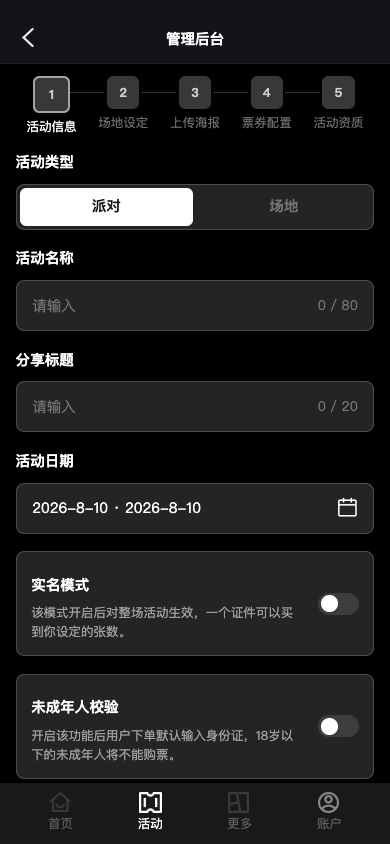 管理后台
1 2 3 4 5
活动信息 场地设定 上传海报 票券配置 活动资质
活动类型
派对 场地
活动名称
请输入 0 / 80
分享标题
请输入 0 / 20
活动日期
2026-8-10 · 2026-8-10
实名模式
该模式开启后对整场活动生效，一个证件可以买
到你设定的张数。
未成年人校验
开启该功能后用户下单默认输入身份证，18岁以
下的未成年人将不能购票。
首页 活动 更多 账户